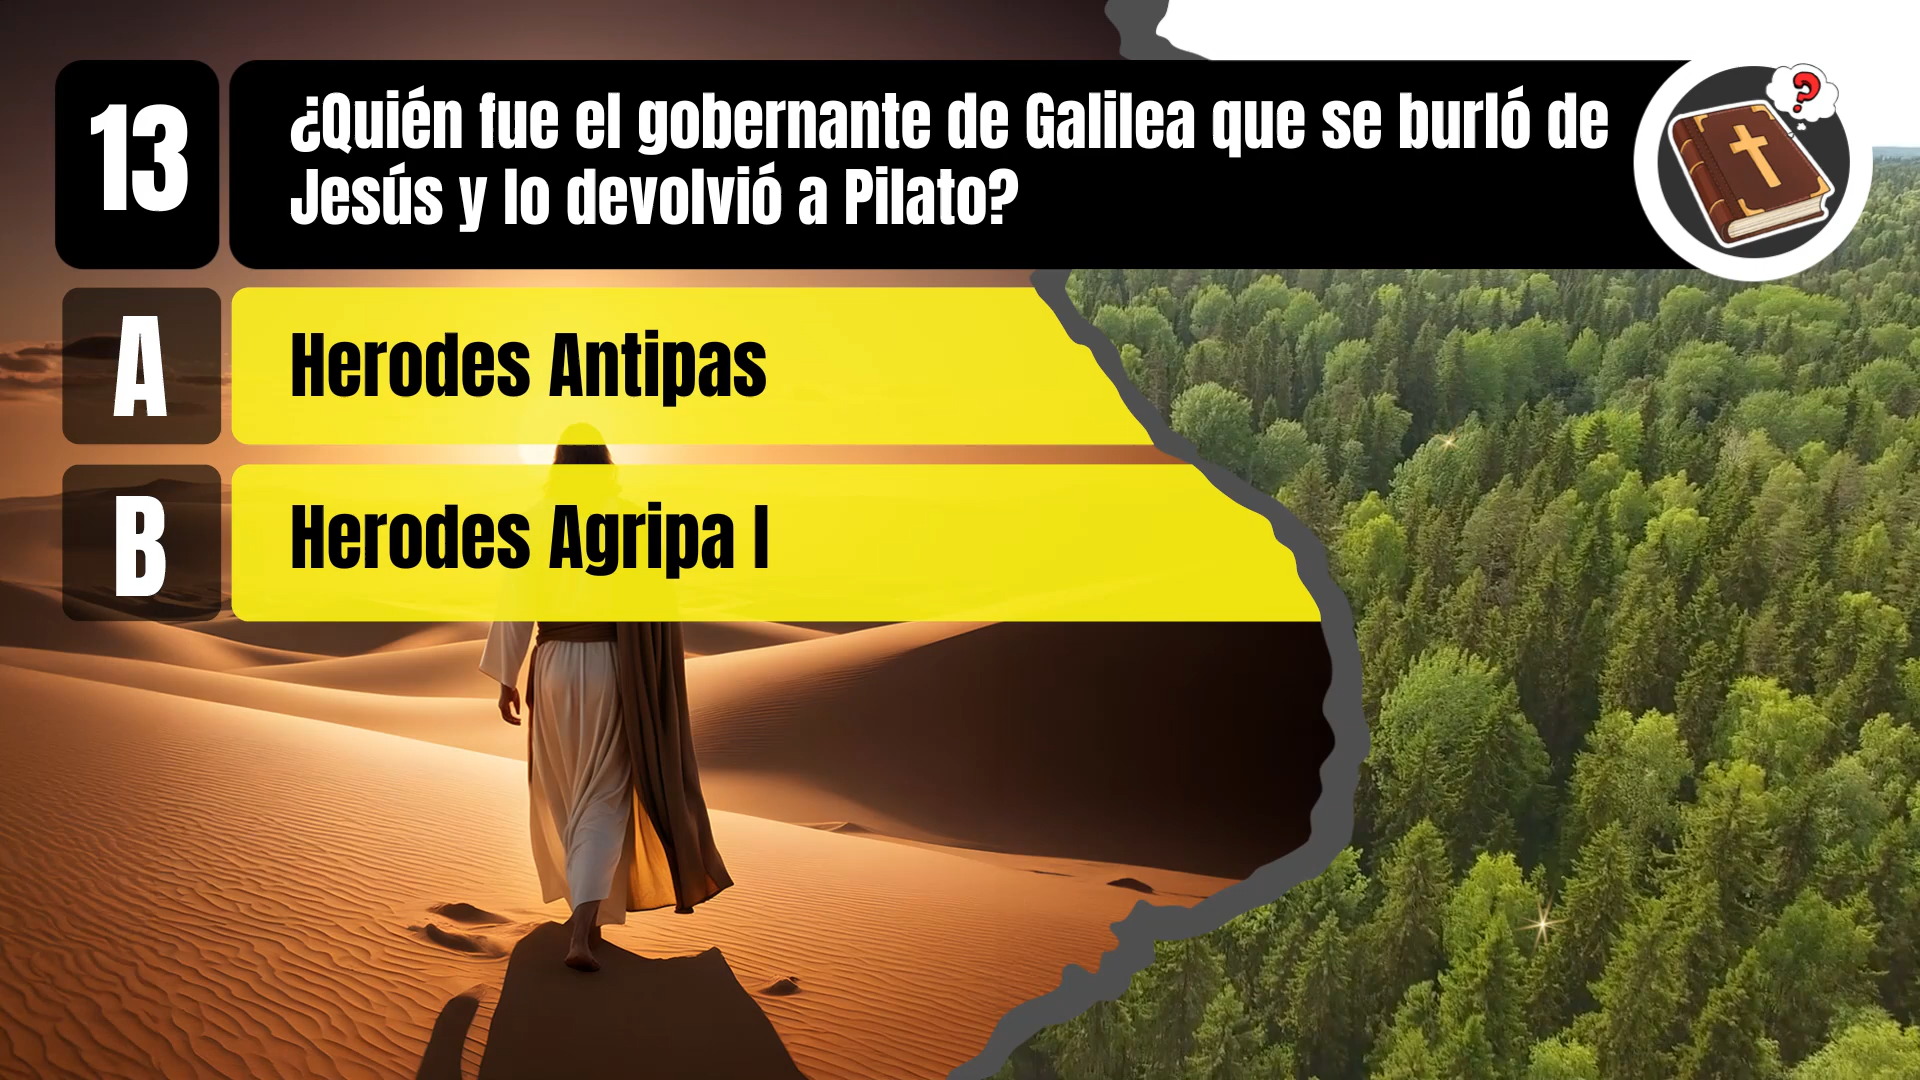 13
¿Quién fue el gobernante de Galilea que se burló de
Jesús y lo devolvió a Pilato?
?
A
Herodes Antipas
B
Herodes Agripa I